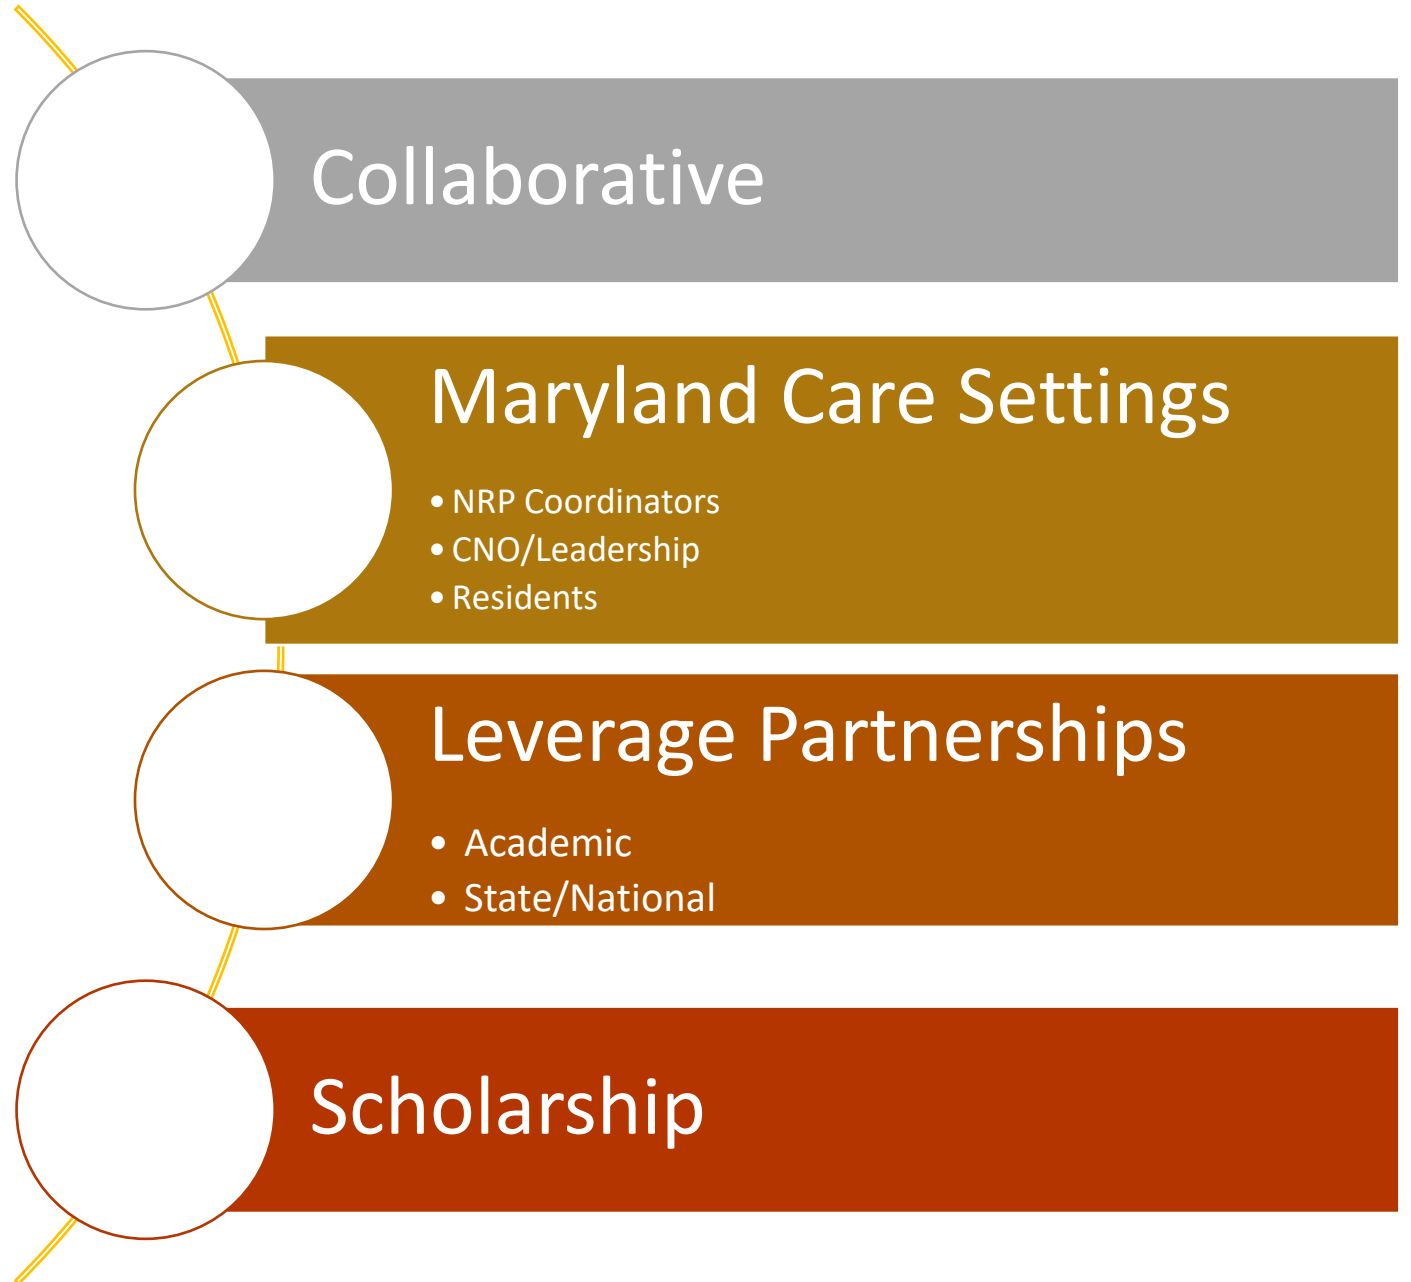 Collaborative
Maryland Care Settings
• NRP Coordinators
• CNO/Leadership
• Residents
Leverage Partnerships
• Academic
• State/National
Scholarship